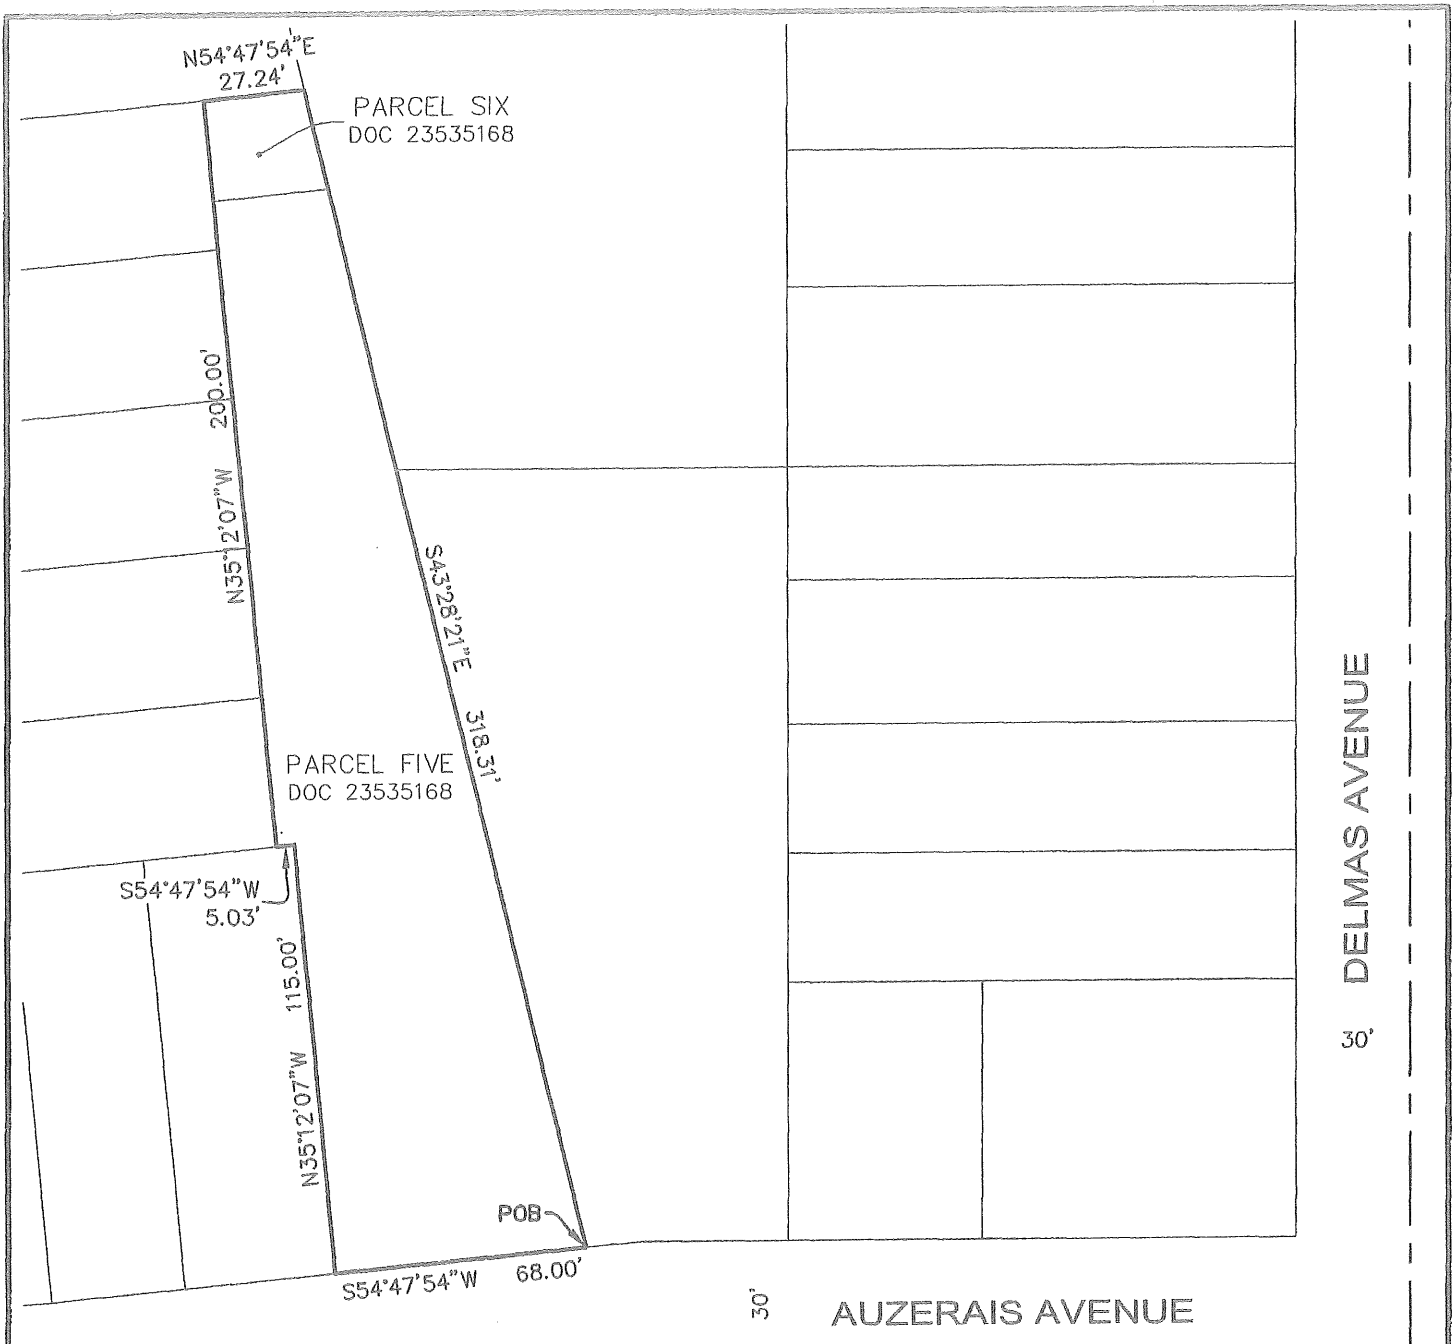 N54°47'54"E
27.24'
PARCEL SIX
DOC 23535168
N35°12'07"W 200.00'
S43°28'21"E 318.31'
PARCEL FIVE
DOC 23535168
S54°47'54"W
5.03'
N35°12'07"W 115.00'
DELMAS AVENUE
30'
POB
S54°47'54"W 68.00'
30'
AUZERAIS AVENUE